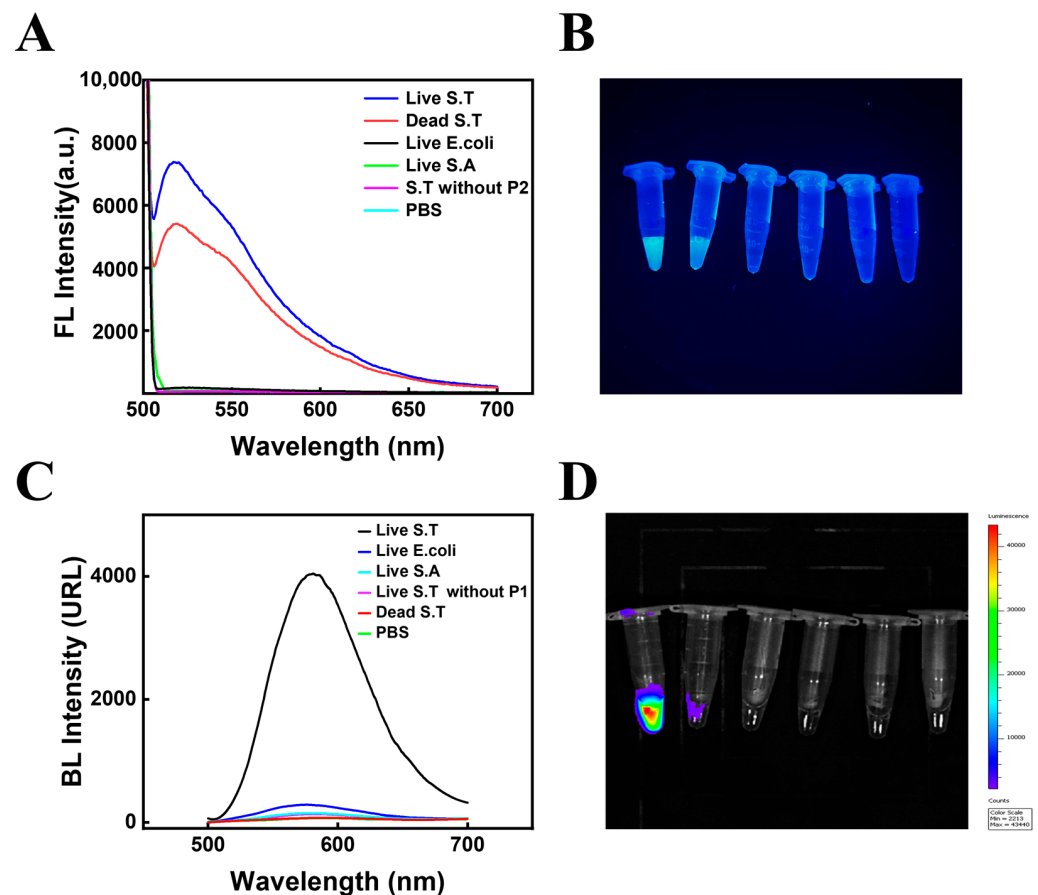 A
10,000
8000
6000
4000
2000
500
550
600
650
700
FL Intensity(a.u.)
Wavelength (nm)
Live S.T
Dead S.T
Live E.coli
Live S.A
S.T without P2
PBS
B
C
4000
2000
0
500
600
700
BL Intensity (URL)
Wavelength (nm)
Live S.T
Live E.coli
Live S.A
Live S.T without P1
Dead S.T
PBS
D
Luminescence
40000
30000
20000
10000
Counts
Color Scale
Min = 2213
Max = 43440